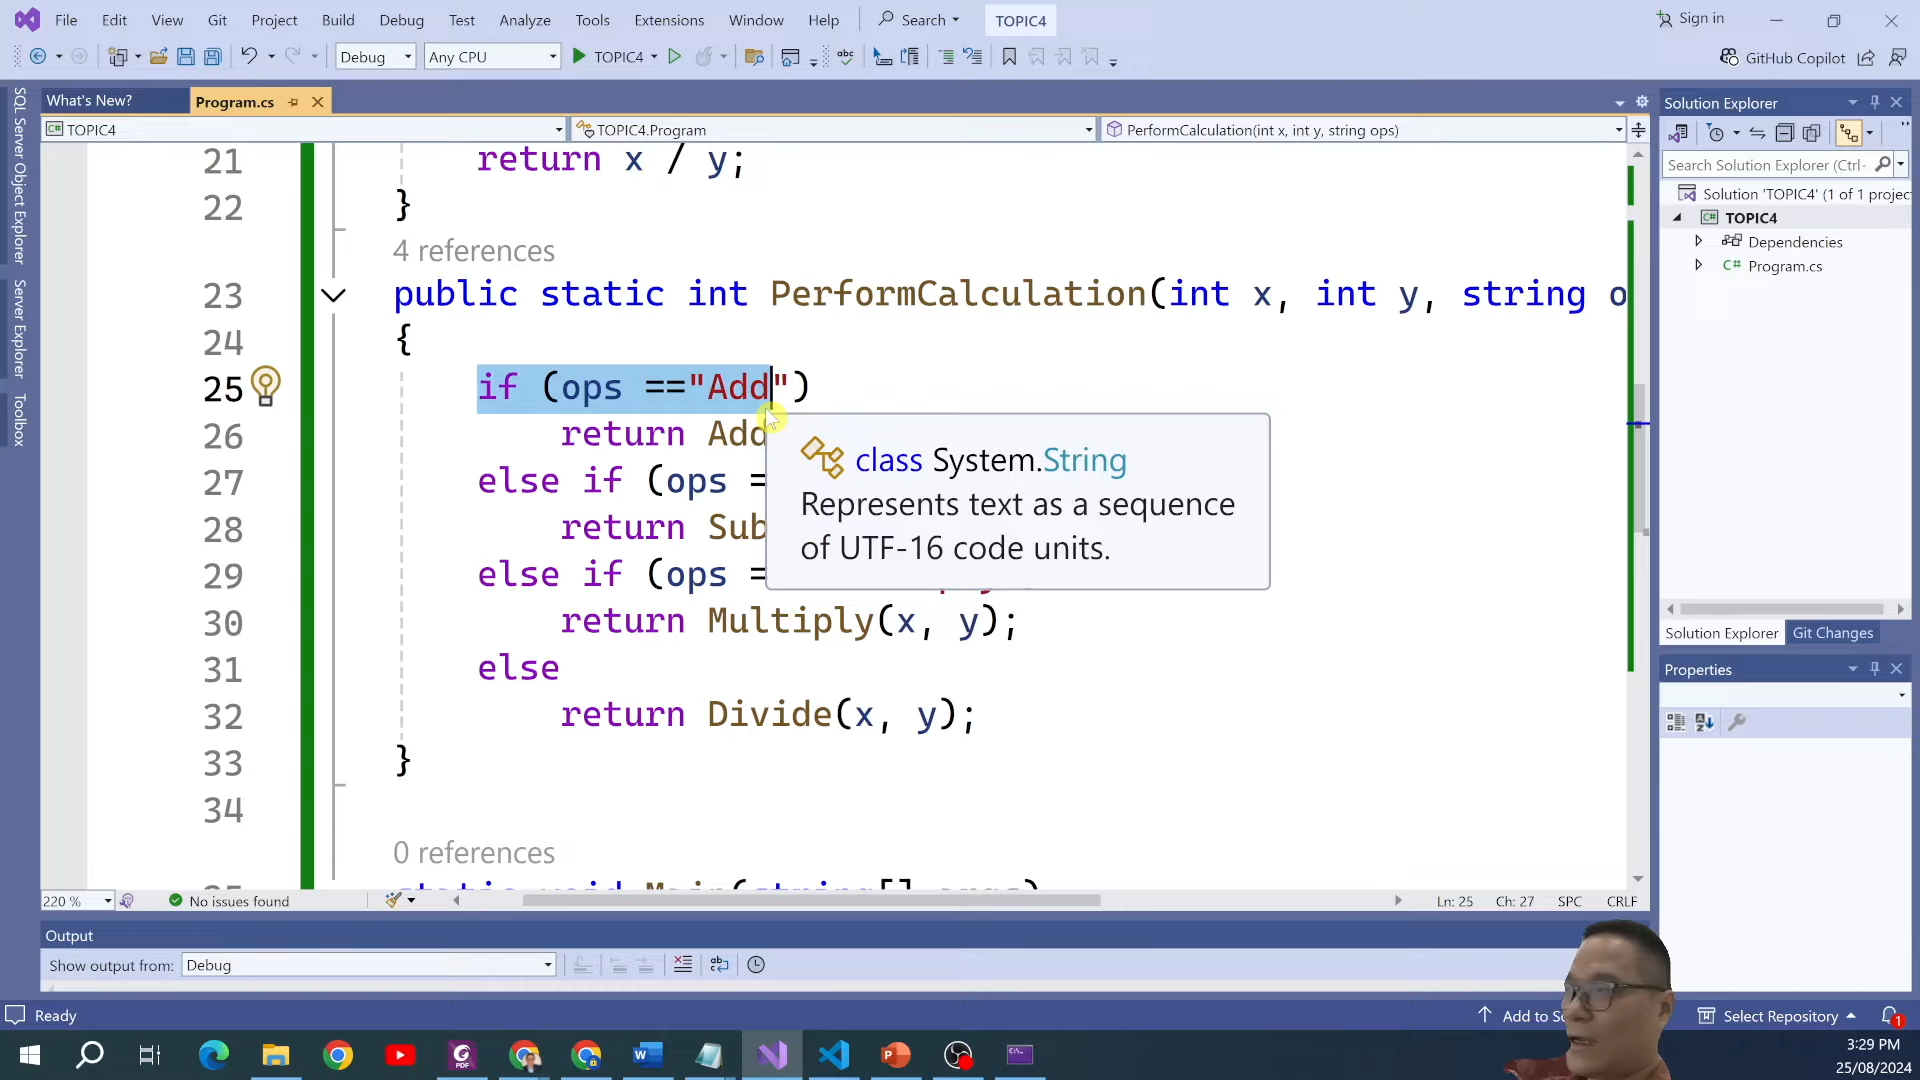 File Edit View Git Project Build Debug Test Analyze Tools Extensions Window Help Search TOPIC4 Sign in
Debug Any CPU TOPIC4 GitHub Copilot
What's New? Program.cs
TOPIC4 TOPIC4.Program PerformCalculation(int x, int y, string ops)
SQL Server Object Explorer
Server Explorer
Toolbox
21 return x / y;
22 }
4 references
23 public static int PerformCalculation(int x, int y, string o
24 {
25 if (ops =="Add")
26 return Add
27 else if (ops =
28 return Sub
29 else if (ops =
30 return Multiply(x, y);
31 else
32 return Divide(x, y);
33 }
34
0 references
class System.String
Represents text as a sequence
of UTF-16 code units.
220 % No issues found Ln: 25 Ch: 27 SPC CRLF
Output
Show output from: Debug
Solution Explorer
Search Solution Explorer (Ctrl-
Solution 'TOPIC4' (1 of 1 projec
TOPIC4
Dependencies
C# Program.cs
Solution Explorer Git Changes
Properties
Ready Select Repository 1
3:29 PM
25/08/2024